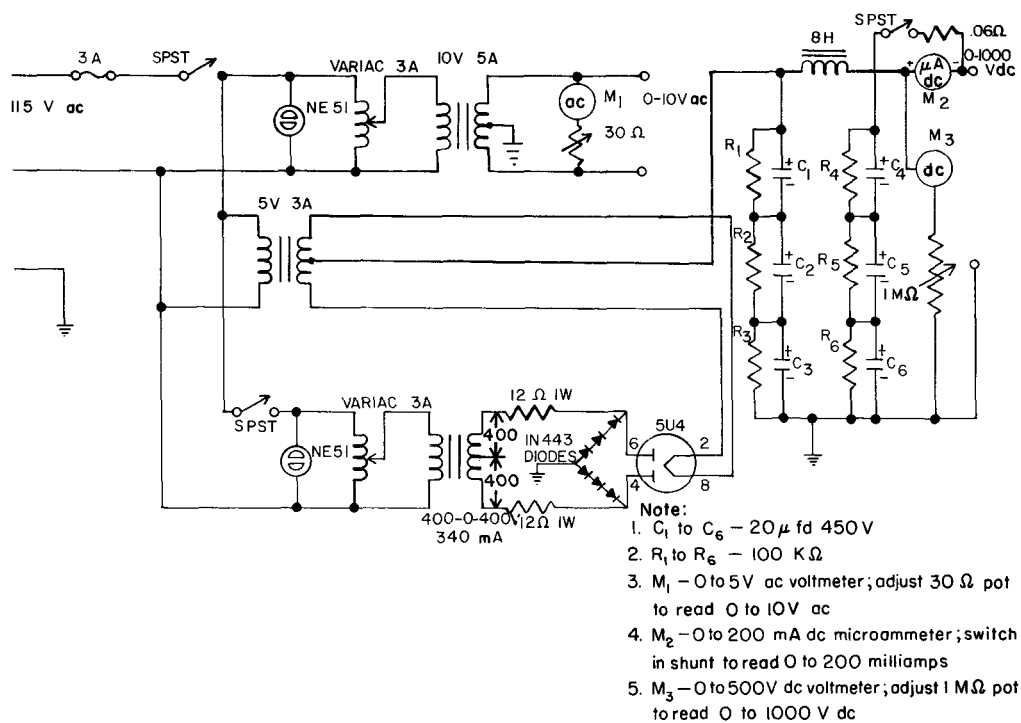 3A
SPST
115 V ac
NE51
VARIAC 3A
10V 5A
ac
M1
30 Ω
0-10V ac
8H
SPST
.06Ω
0-1000
Vdc
+
-
μA
dc
M2
M3
dc
R1
+
-
C1
R4
+
-
C4
R2
+
-
C2
R5
+
-
C5
1 MΩ
R3
+
-
C3
R6
+
-
C6
5V 3A
SPST
NE51
VARIAC 3A
400
400
400-0-400V
340 mA
12 Ω 1W
12Ω 1W
IN443
DIODES
5U4
6
4
2
8
Note:
1. C1 to C6 – 20 μ fd 450 V
2. R1 to R6 – 100 KΩ
3. M1 – 0 to 5V ac voltmeter; adjust 30 Ω pot
to read 0 to 10V ac
4. M2 – 0 to 200 mA dc microammeter; switch
in shunt to read 0 to 200 milliamps
5. M3 – 0 to 500V dc voltmeter; adjust 1 MΩ pot
to read 0 to 1000 V dc